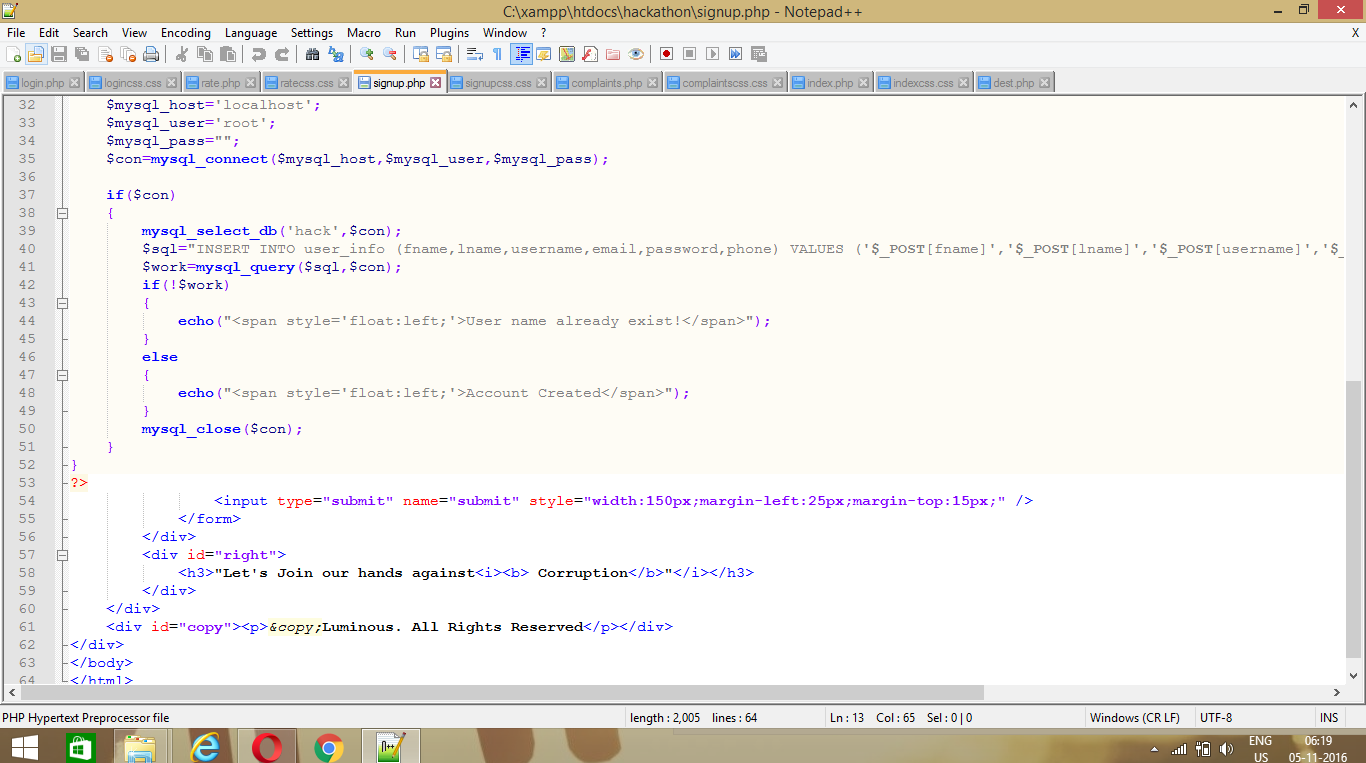 C:\xampp\htdocs\hackathon\signup.php - Notepad++
File Edit Search View Encoding Language Settings Macro Run Plugins Window ? X
login.php logincss.css rate.php ratecss.css signup.php signupcss.css complaints.php complaintscss.css index.php indexcss.css dest.php
32 $mysql_host='localhost';
33 $mysql_user='root';
34 $mysql_pass="";
35 $con=mysql_connect($mysql_host,$mysql_user,$mysql_pass);
36
37 if($con)
38 {
39 mysql_select_db('hack',$con);
40 $sql="INSERT INTO user_info (fname,lname,username,email,password,phone) VALUES ('$_POST[fname]','$_POST[lname]','$_POST[username]','$_
41 $work=mysql_query($sql,$con);
42 if(!$work)
43 {
44 echo("<span style='float:left;'>User name already exist!</span>");
45 }
46 else
47 {
48 echo("<span style='float:left;'>Account Created</span>");
49 }
50 mysql_close($con);
51 }
52 }
53 ?>
54 <input type="submit" name="submit" style="width:150px;margin-left:25px;margin-top:15px;" />
55 </form>
56 </div>
57 <div id="right">
58 <h3>"Let's Join our hands against<i><b> Corruption</b>"</i></h3>
59 </div>
60 </div>
61 <div id="copy"><p>&copy;Luminous. All Rights Reserved</p></div>
62 </div>
63 </body>
64 </html>
PHP Hypertext Preprocessor file length : 2,005 lines : 64 Ln : 13 Col : 65 Sel : 0 | 0 Windows (CR LF) UTF-8 INS
ENG 06:19
US 05-11-2016